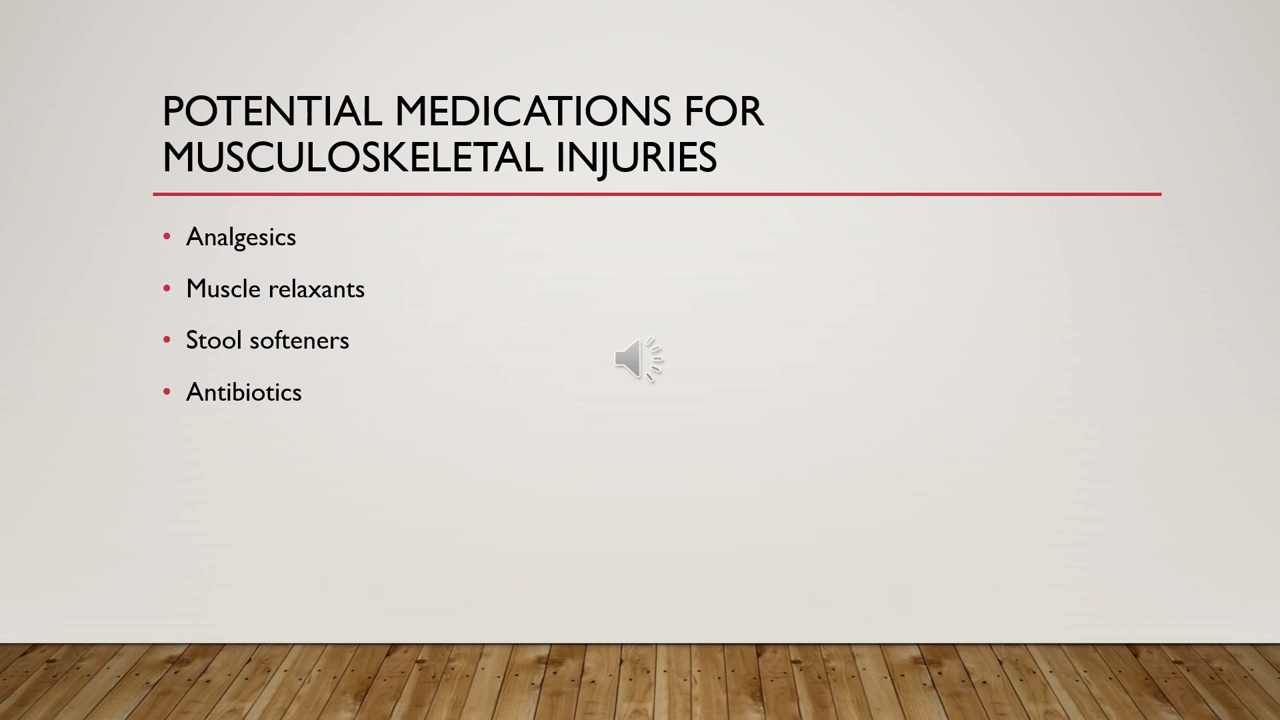 POTENTIAL MEDICATIONS FOR
MUSCULOSKELETAL INJURIES
• Analgesics
• Muscle relaxants
• Stool softeners
• Antibiotics